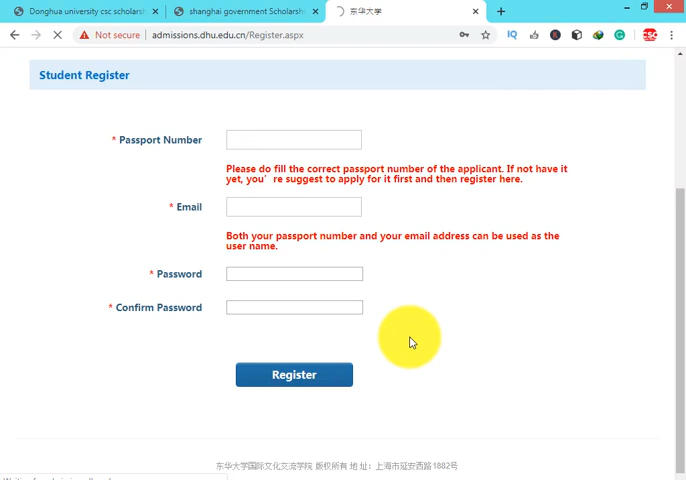 Donghua university csc scholarsh
shanghai government Scholarsh
东华大学
Not secure
admissions.dhu.edu.cn/Register.aspx
IQ
CSC
Student Register
* Passport Number
Please do fill the correct passport number of the applicant. If not have it
yet, you're suggest to apply for it first and then register here.
* Email
Both your passport number and your email address can be used as the
user name.
* Password
* Confirm Password
Register
东华大学国际文化交流学院 版权所有 地 址：上海市延安西路1882号